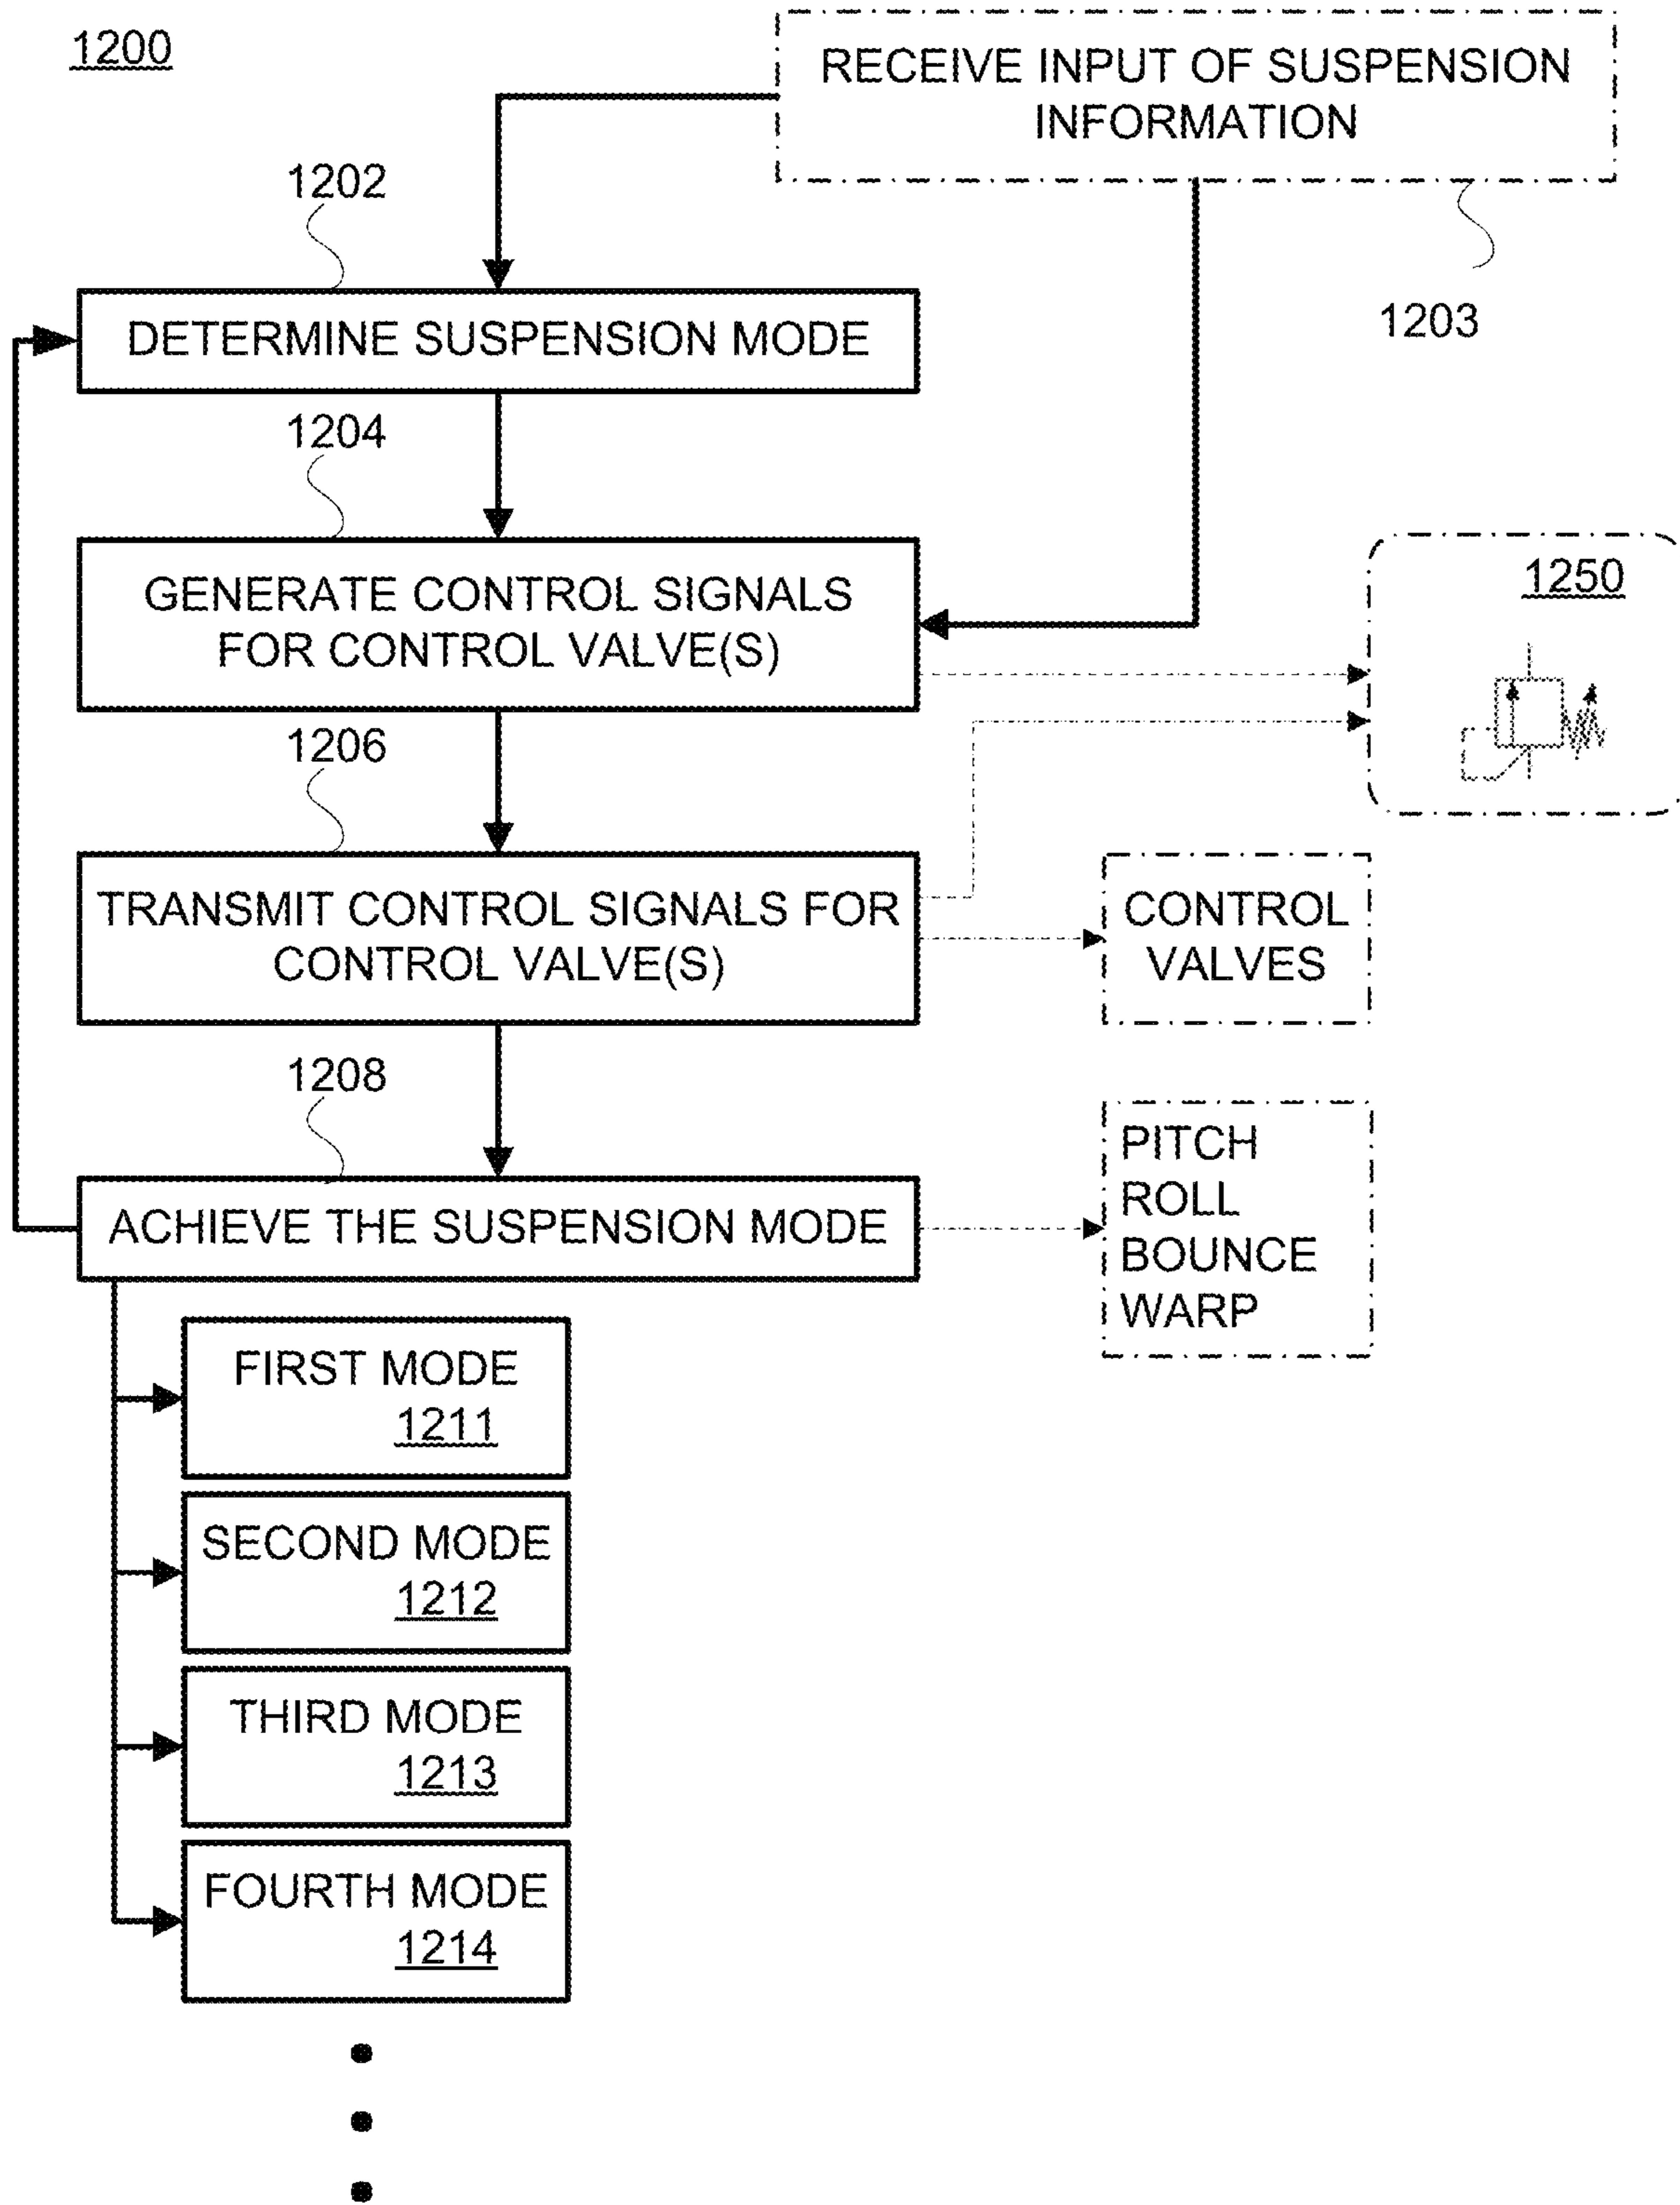 1200
RECEIVE INPUT OF SUSPENSION
INFORMATION
1202
1203
DETERMINE SUSPENSION MODE
1204
GENERATE CONTROL SIGNALS
FOR CONTROL VALVE(S)
1250
1206
TRANSMIT CONTROL SIGNALS FOR
CONTROL VALVE(S)
CONTROL
VALVES
1208
ACHIEVE THE SUSPENSION MODE
PITCH
ROLL
BOUNCE
WARP
FIRST MODE
1211
SECOND MODE
1212
THIRD MODE
1213
FOURTH MODE
1214